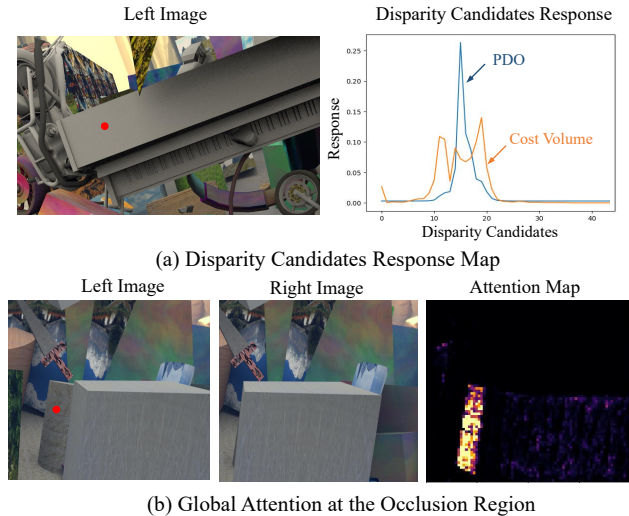 Left Image
Disparity Candidates Response
0.25
0.20
0.15
0.10
0.05
0.00
Response
PDO
Cost Volume
0 10 20 30 40
Disparity Candidates
(a) Disparity Candidates Response Map
Left Image Right Image Attention Map
(b) Global Attention at the Occlusion Region